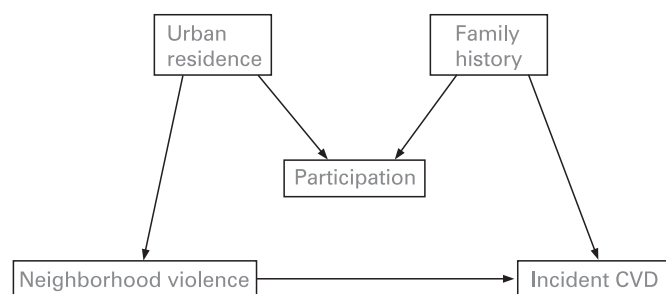 Urban
residence
Family
history
Participation
Neighborhood violence
Incident CVD